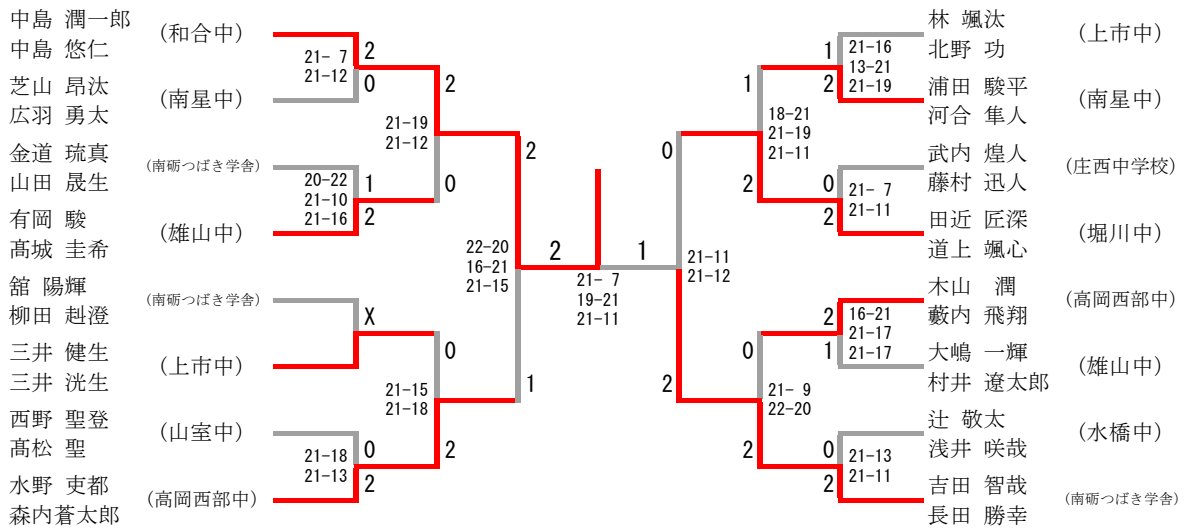 中島 潤一郎
中島 悠仁
(和合中)
芝山 昂汰
広羽 勇太
(南星中)
金道 琉真
山田 晟生
(南砺つばき学舎)
有岡 駿
髙城 圭希
(雄山中)
舘 陽輝
柳田 赳澄
(南砺つばき学舎)
三井 健生
三井 洸生
(上市中)
西野 聖登
髙松 聖
(山室中)
水野 吏都
森内蒼太郎
(高岡西部中)
2
21- 7
21-12
0
20-22
21-10
21-16
1
2
X
21-18
21-13
0
2
2
21-19
21-12
0
0
21-15
21-18
2
2
22-20
16-21
21-15
1
2
1
21- 7
19-21
21-11
0
21-11
21-12
2
1
18-21
21-19
21-11
2
0
21- 9
22-20
2
1
21-16
13-21
21-19
2
0
21- 7
21-11
2
2
16-21
21-17
21-17
1
0
21-13
21-11
2
林 颯汰
北野 功
(上市中)
浦田 駿平
河合 隼人
(南星中)
武内 煌人
藤村 迅人
(庄西中学校)
田近 匠深
道上 颯心
(堀川中)
木山 潤
藪内 飛翔
(高岡西部中)
大嶋 一輝
村井 遼太郎
(雄山中)
辻 敬太
浅井 咲哉
(水橋中)
吉田 智哉
長田 勝幸
(南砺つばき学舎)